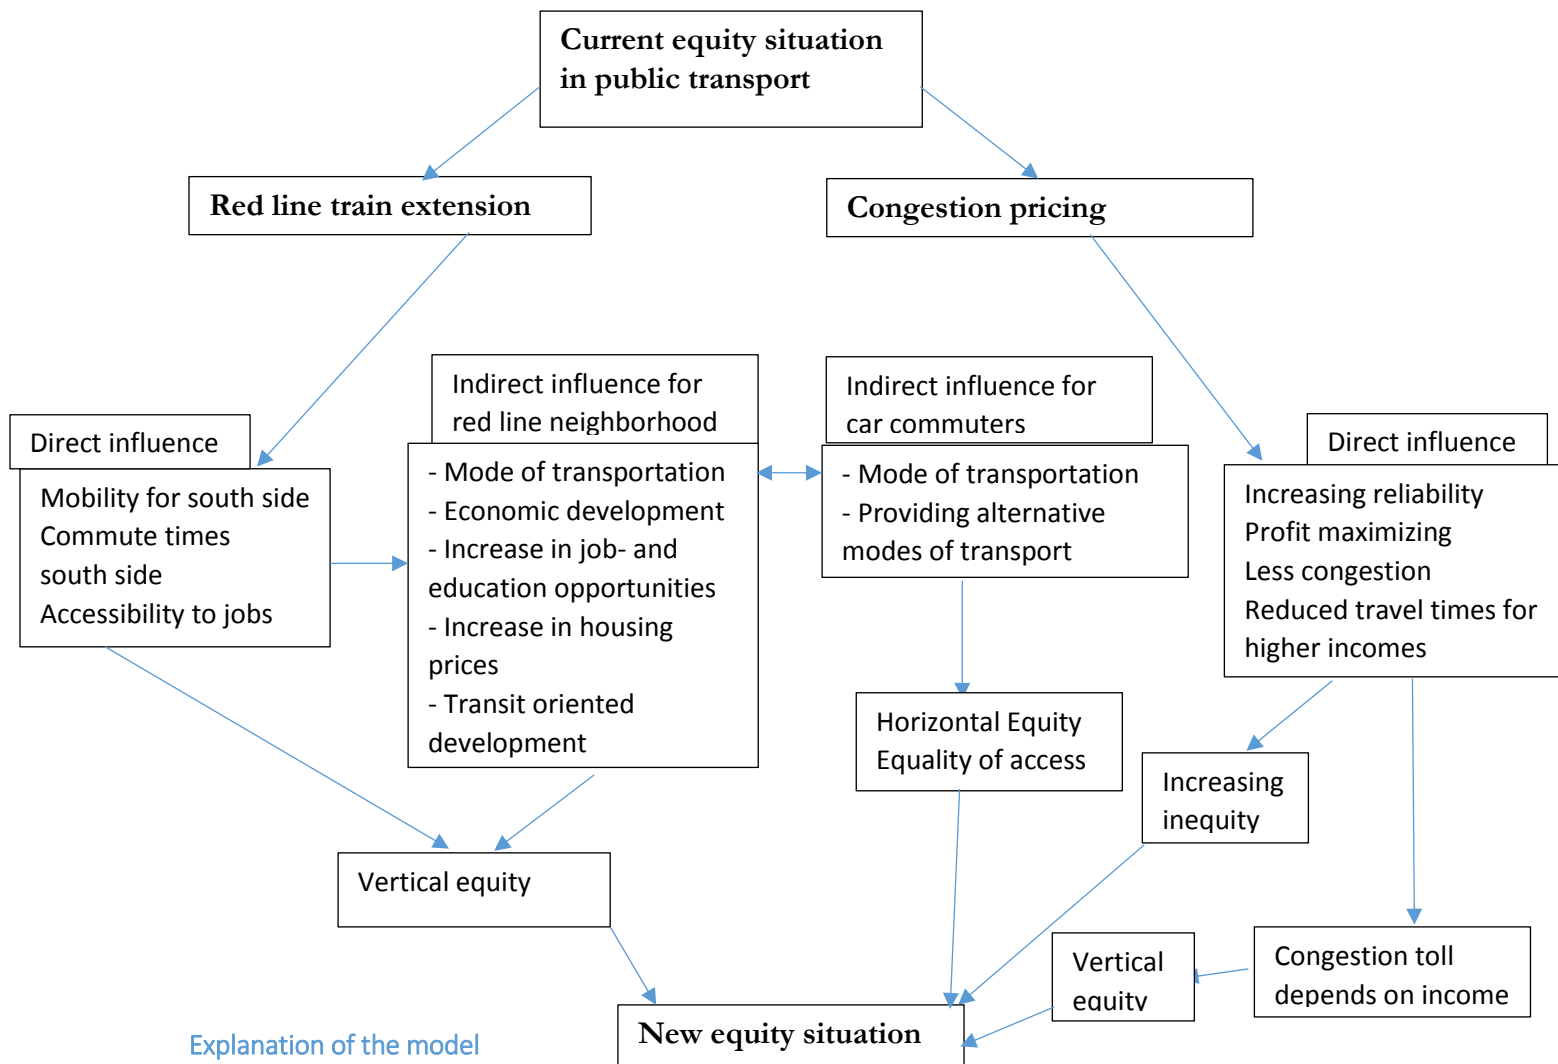 Current equity situation
in public transport
Red line train extension
Congestion pricing
Indirect influence for
red line neighborhood
Indirect influence for
car commuters
Direct influence
Direct influence
Mobility for south side
Commute times
south side
Accessibility to jobs
- Mode of transportation
- Economic development
- Increase in job- and
education opportunities
- Increase in housing
prices
- Transit oriented
development
- Mode of transportation
- Providing alternative
modes of transport
Increasing reliability
Profit maximizing
Less congestion
Reduced travel times for
higher incomes
Horizontal Equity
Equality of access
Increasing
inequity
Vertical equity
Vertical
equity
Congestion toll
depends on income
New equity situation
Explanation of the model